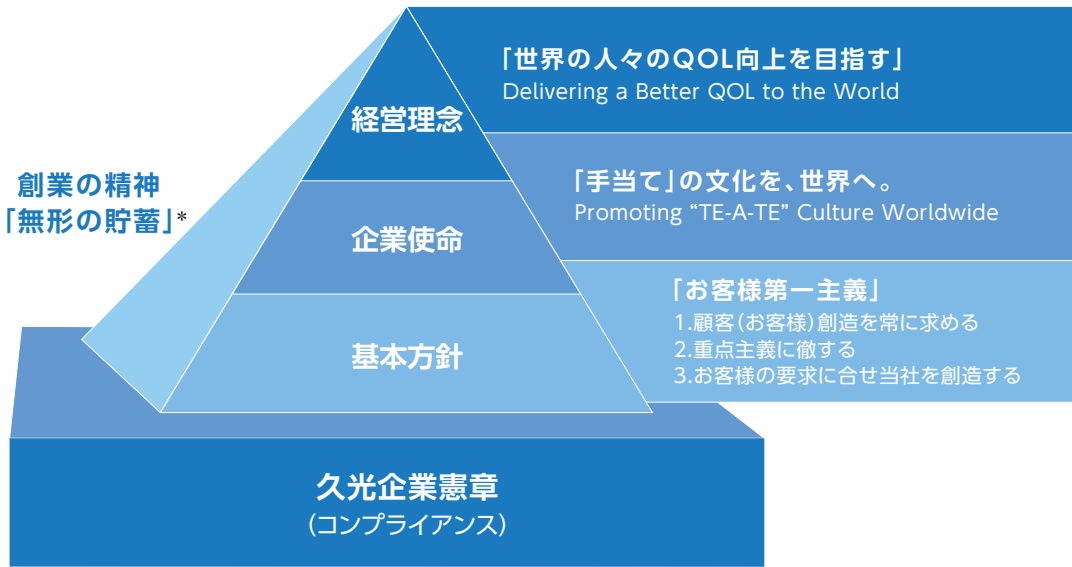 「世界の人々のQOL向上を目指す」
Delivering a Better QOL to the World
経営理念
創業の精神
「無形の貯蓄」*
「手当て」の文化を、世界へ。
Promoting “TE-A-TE” Culture Worldwide
企業使命
「お客様第一主義」
1.顧客(お客様)創造を常に求める
2.重点主義に徹する
3.お客様の要求に合せ当社を創造する
基本方針
久光企業憲章
(コンプライアンス)